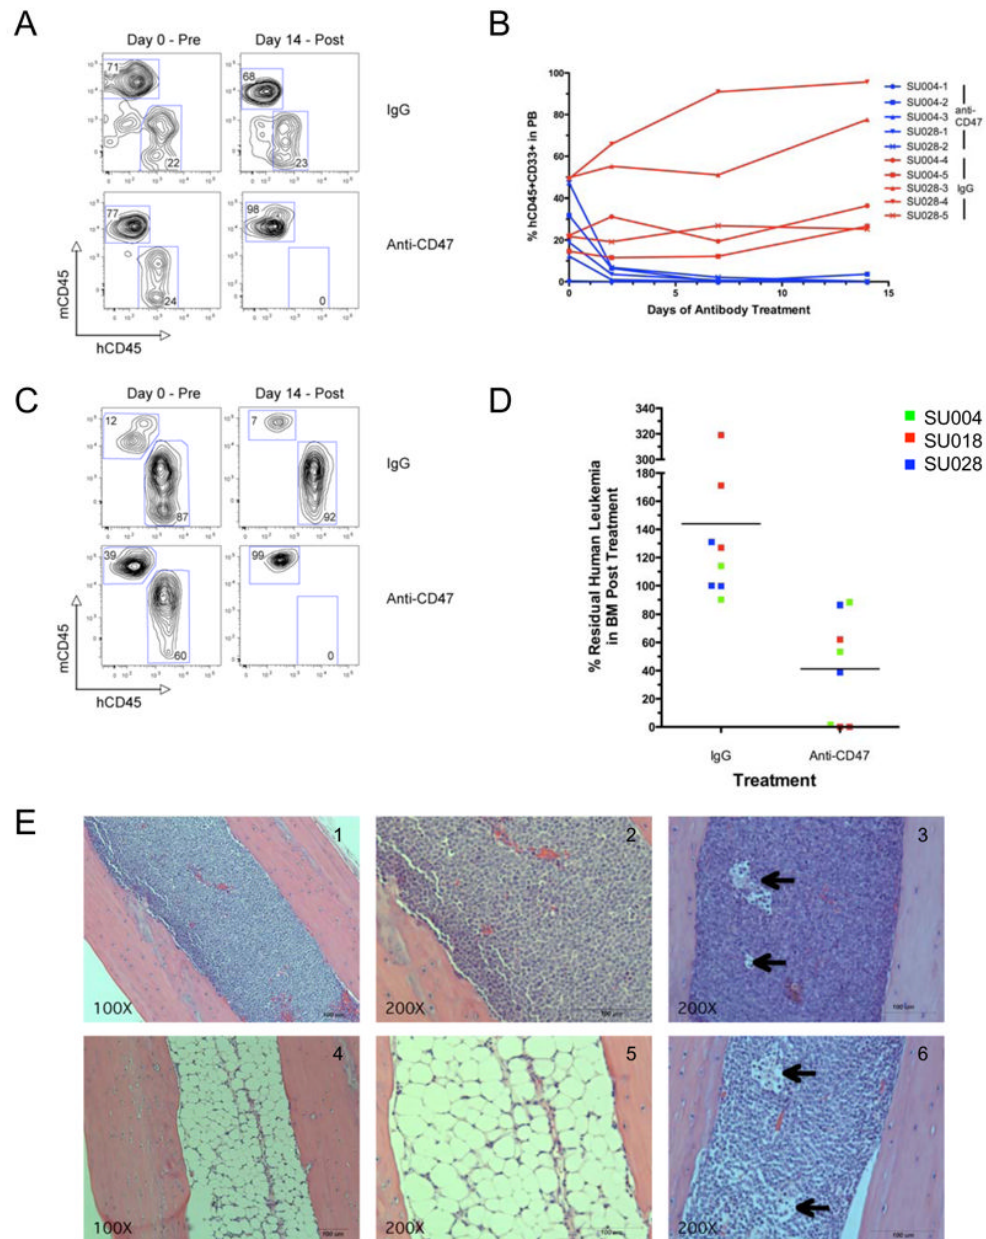 A
Day 0 - Pre
Day 14 - Post
71
22
68
23
IgG
77
24
98
0
Anti-CD47
mCD45
hCD45
B
% hCD45+CD33+ in PB
100
80
60
40
20
0
0
5
10
15
Days of Antibody Treatment
SU004-1
SU004-2
SU004-3
SU028-1
SU028-2
SU004-4
SU004-5
SU028-3
SU028-4
SU028-5
anti-
CD47
IgG
C
Day 0 - Pre
Day 14 - Post
12
87
7
92
IgG
39
60
99
0
Anti-CD47
mCD45
hCD45
D
% Residual Human Leukemia
in BM Post Treatment
340
320
300
180
160
140
120
100
80
60
40
20
0
IgG
Anti-CD47
Treatment
SU004
SU018
SU028
E
1
100X
2
200X
3
200X
4
100X
5
200X
6
200X